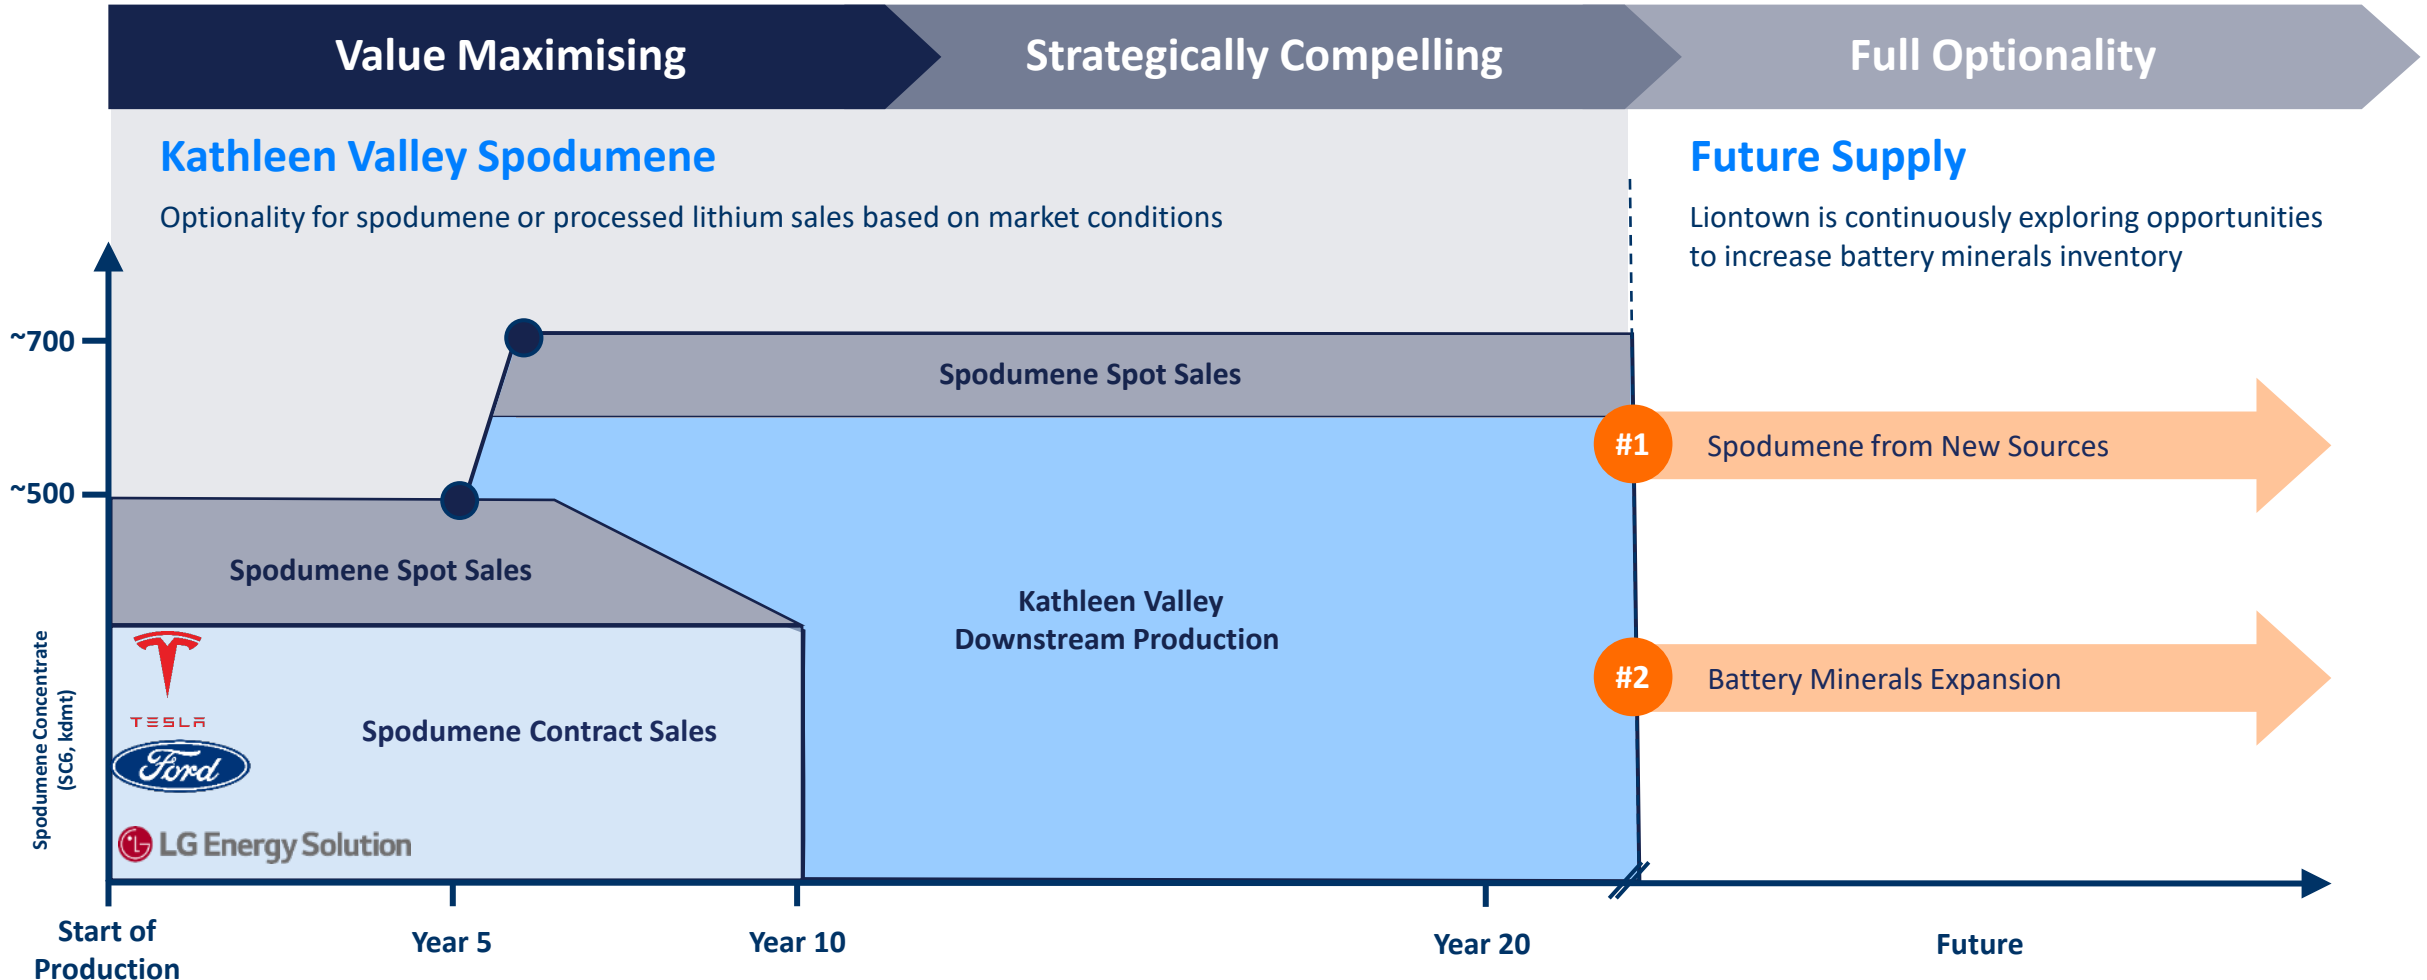 Value Maximising
Strategically Compelling
Full Optionality
Kathleen Valley Spodumene
Optionality for spodumene or processed lithium sales based on market conditions
Future Supply
Liontown is continuously exploring opportunities
to increase battery minerals inventory
~700
~500
Spodumene Concentrate
(SC6, kdmt)
Spodumene Spot Sales
Spodumene Spot Sales
Kathleen Valley
Downstream Production
TESLA
Ford
LG Energy Solution
Spodumene Contract Sales
#1
Spodumene from New Sources
#2
Battery Minerals Expansion
Start of
Production
Year 5
Year 10
Year 20
Future